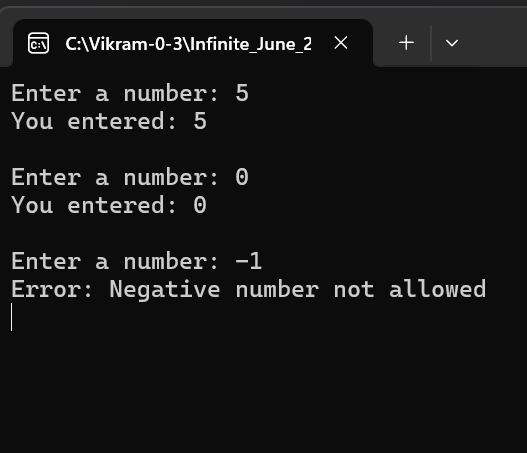 C:\Vikram-0-3\Infinite_June_2
Enter a number: 5
You entered: 5
Enter a number: 0
You entered: 0
Enter a number: -1
Error: Negative number not allowed